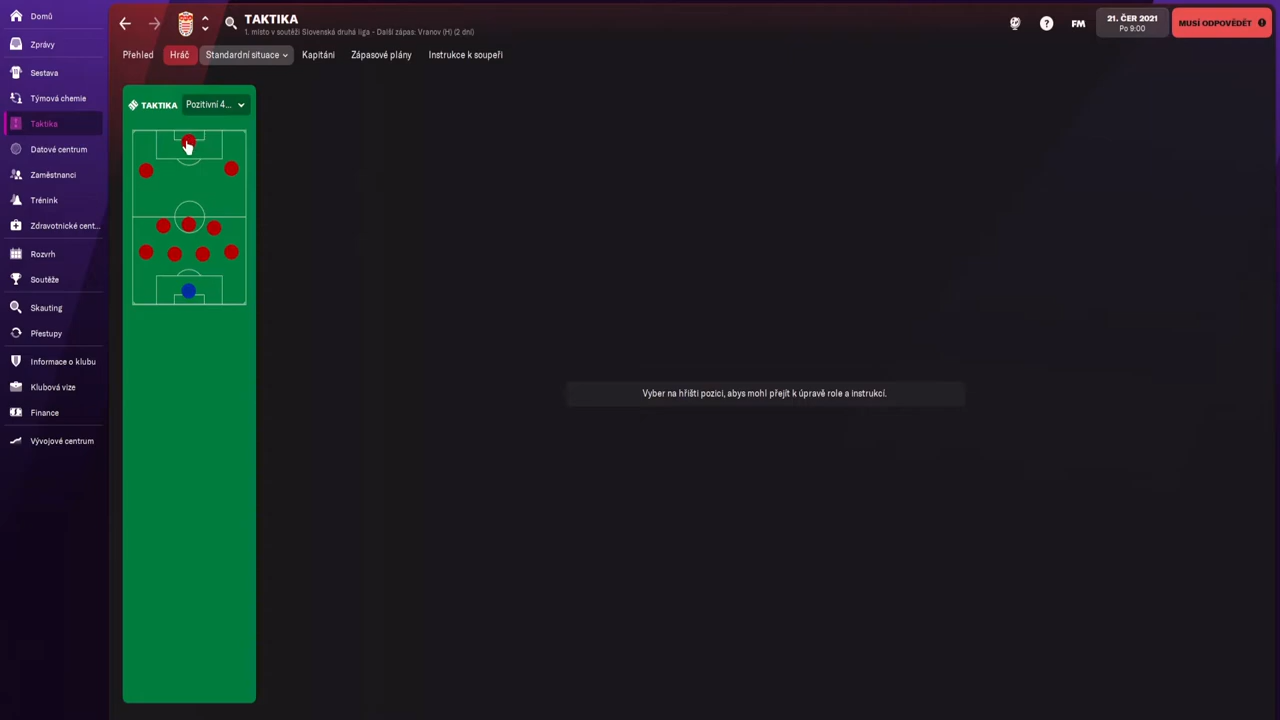 Domů
Zprávy
Sestava
Týmová chemie
Taktika
Datové centrum
Zaměstnanci
Trénink
Zdravotnické cent...
Rozvrh
Soutěže
Skauting
Přestupy
Informace o klubu
Klubová vize
Finance
Vývojové centrum
TAKTIKA
1. místo v soutěži Slovenská druhá liga - Další zápas: Vranov (H) (2 dní)
?
FM
21. ČER 2021
Po 9:00
MUSÍ ODPOVĚDĚT
Přehled
Hráč
Standardní situace
Kapitáni
Zápasové plány
Instrukce k soupeři
TAKTIKA
Pozitivní 4...
Vyber na hřišti pozici, abys mohl přejít k úpravě role a instrukcí.